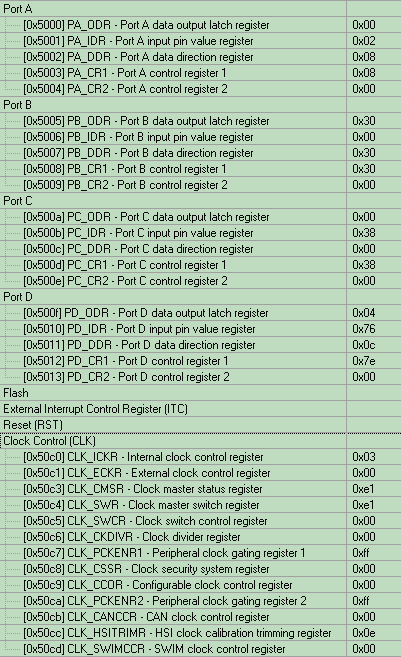 Port A
[0x5000] PA_ODR - Port A data output latch register 0x00
[0x5001] PA_IDR - Port A input pin value register 0x02
[0x5002] PA_DDR - Port A data direction register 0x08
[0x5003] PA_CR1 - Port A control register 1 0x08
[0x5004] PA_CR2 - Port A control register 2 0x00
Port B
[0x5005] PB_ODR - Port B data output latch register 0x30
[0x5006] PB_IDR - Port B input pin value register 0x00
[0x5007] PB_DDR - Port B data direction register 0x30
[0x5008] PB_CR1 - Port B control register 1 0x30
[0x5009] PB_CR2 - Port B control register 2 0x00
Port C
[0x500a] PC_ODR - Port C data output latch register 0x00
[0x500b] PC_IDR - Port C input pin value register 0x38
[0x500c] PC_DDR - Port C data direction register 0x00
[0x500d] PC_CR1 - Port C control register 1 0x38
[0x500e] PC_CR2 - Port C control register 2 0x00
Port D
[0x500f] PD_ODR - Port D data output latch register 0x04
[0x5010] PD_IDR - Port D input pin value register 0x76
[0x5011] PD_DDR - Port D data direction register 0x0c
[0x5012] PD_CR1 - Port D control register 1 0x7e
[0x5013] PD_CR2 - Port D control register 2 0x00
Flash
External Interrupt Control Register (ITC)
Reset (RST)
Clock Control (CLK)
[0x50c0] CLK_ICKR - Internal clock control register 0x03
[0x50c1] CLK_ECKR - External clock control register 0x00
[0x50c3] CLK_CMSR - Clock master status register 0xe1
[0x50c4] CLK_SWR - Clock master switch register 0xe1
[0x50c5] CLK_SWCR - Clock switch control register 0x00
[0x50c6] CLK_CKDIVR - Clock divider register 0x00
[0x50c7] CLK_PCKENR1 - Peripheral clock gating register 1 0xff
[0x50c8] CLK_CSSR - Clock security system register 0x00
[0x50c9] CLK_CCOR - Configurable clock control register 0x00
[0x50ca] CLK_PCKENR2 - Peripheral clock gating register 2 0xff
[0x50cb] CLK_CANCCR - CAN clock control register 0x00
[0x50cc] CLK_HSITRIMR - HSI clock calibration trimming register 0x0e
[0x50cd] CLK_SWIMCCR - SWIM clock control register 0x00